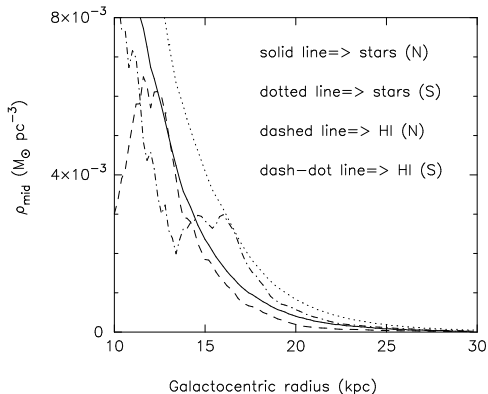 8×10⁻³
solid line=> stars (N)
dotted line=> stars (S)
dashed line=> HI (N)
dash−dot line=> HI (S)
4×10⁻³
ρmid (M⊙ pc⁻³)
0
10 15 20 25 30
Galactocentric radius (kpc)